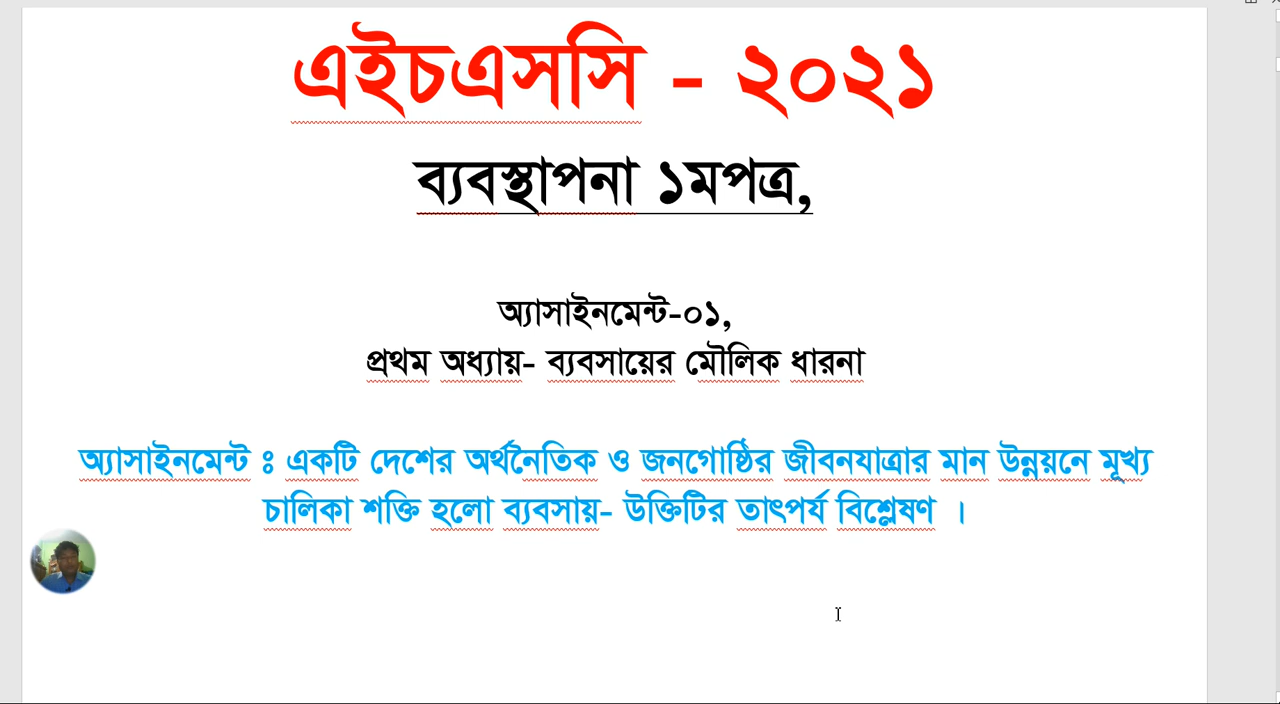 এইচএসসি - ২০২১
ব্যবস্থাপনা ১মপত্র,
অ্যাসাইনমেন্ট-০১,
প্রথম অধ্যায়- ব্যবসায়ের মৌলিক ধারনা
অ্যাসাইনমেন্ট ঃ একটি দেশের অর্থনৈতিক ও জনগোষ্ঠির জীবনযাত্রার মান উন্নয়নে মূখ্য
চালিকা শক্তি হলো ব্যবসায়- উক্তিটির তাৎপর্য বিশ্লেষণ ।